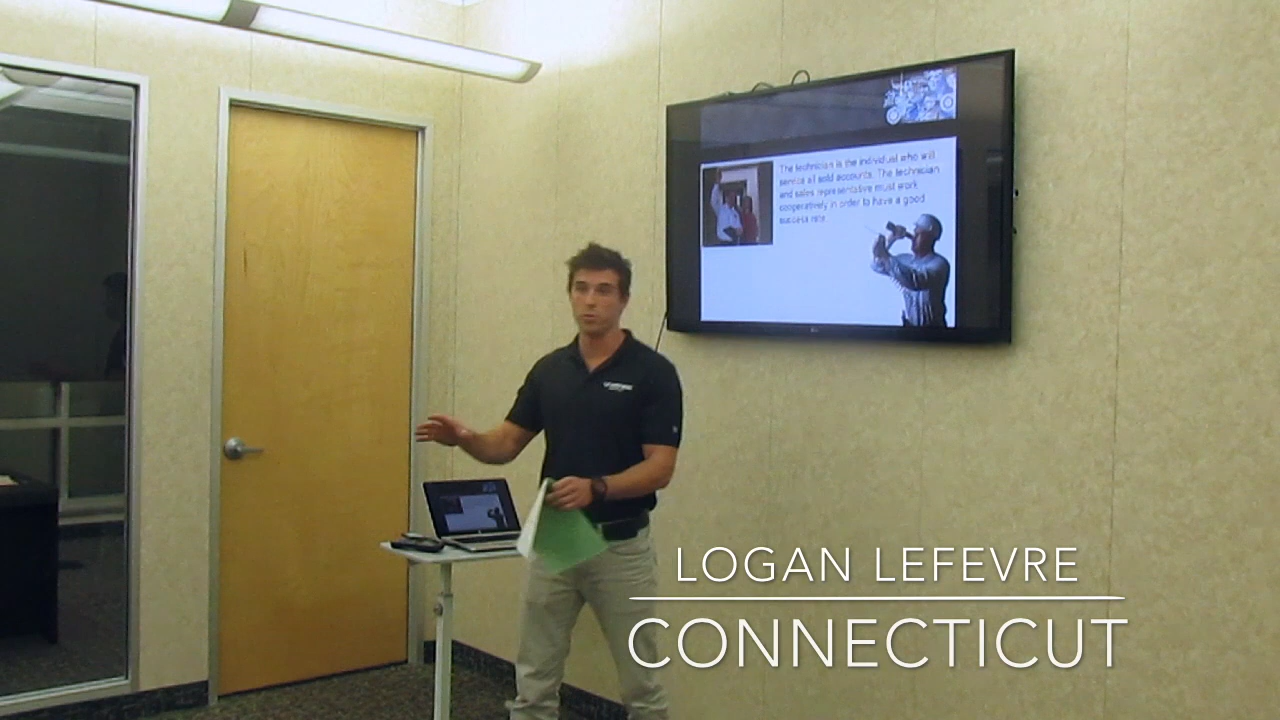 The technician is the individual who will
service all sold accounts. The technician
and sales representative must work
cooperatively in order to have a good
success rate
LOGAN LEFEVRE
CONNECTICUT